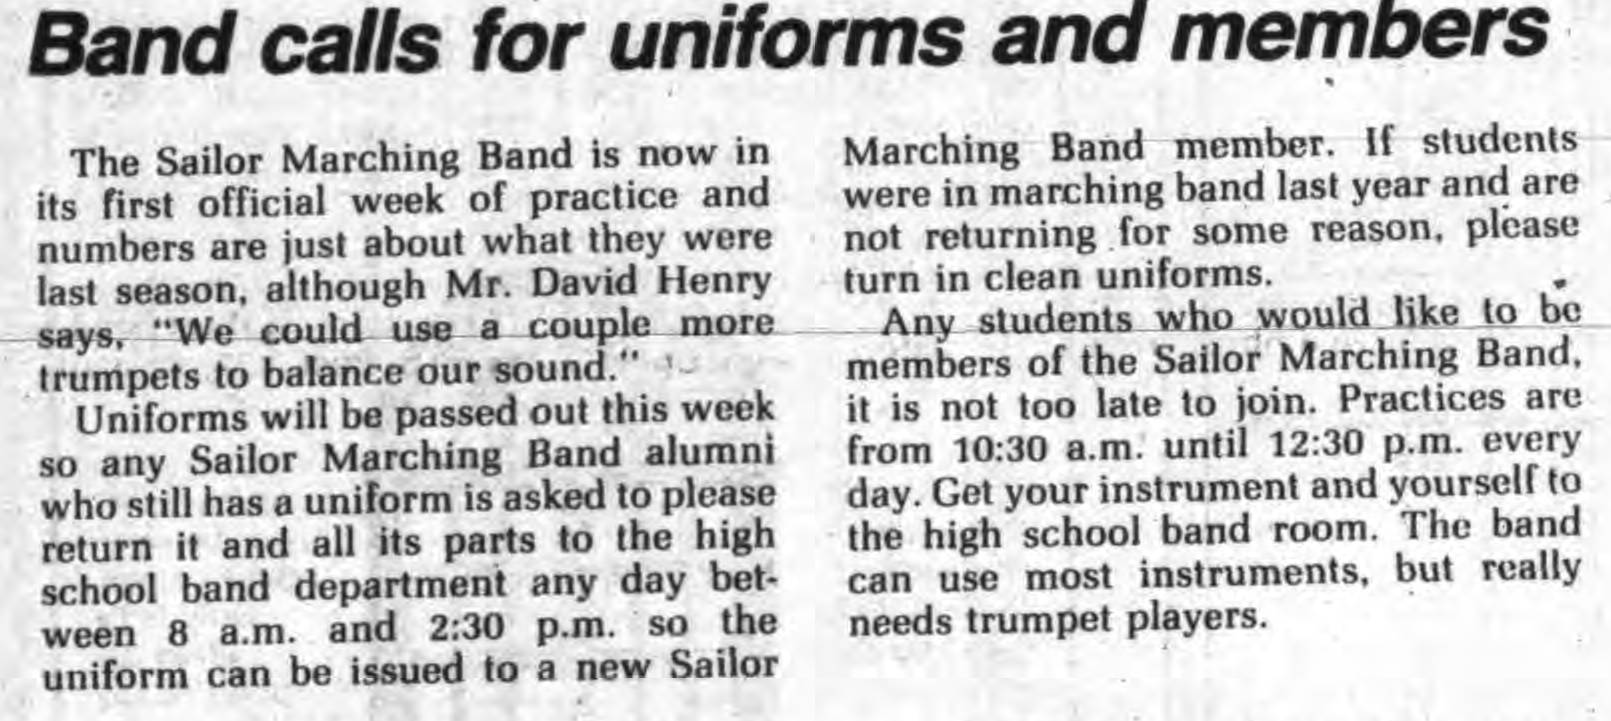 Band calls for uniforms and members
The Sailor Marching Band is now in
its first official week of practice and
numbers are just about what they were
last season, although Mr. David Henry
says, "We could use a couple more
trumpets to balance our sound."
Uniforms will be passed out this week
so any Sailor Marching Band alumni
who still has a uniform is asked to please
return it and all its parts to the high
school band department any day bet-
ween 8 a.m. and 2:30 p.m. so the
uniform can be issued to a new Sailor
Marching Band member. If students
were in marching band last year and are
not returning for some reason, please
turn in clean uniforms.
Any students who would like to be
members of the Sailor Marching Band,
it is not too late to join. Practices are
from 10:30 a.m. until 12:30 p.m. every
day. Get your instrument and yourself to
the high school band room. The band
can use most instruments, but really
needs trumpet players.